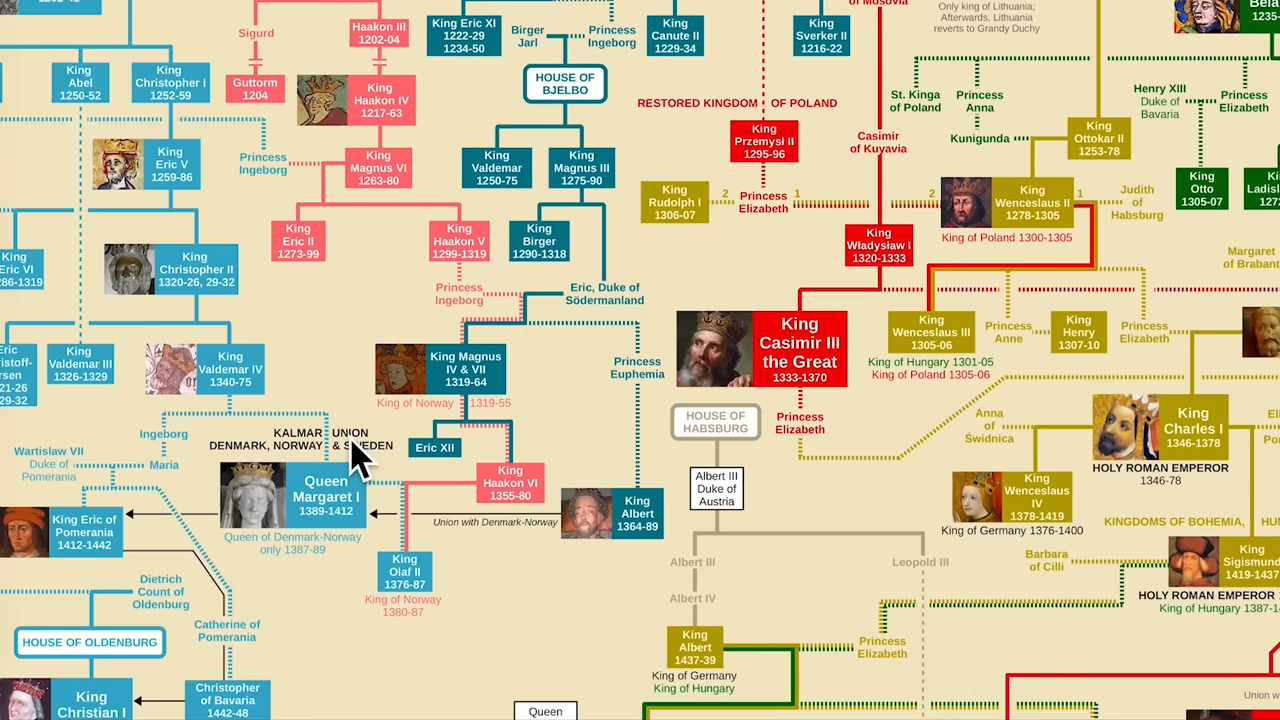 of Mosovia
Only king of Lithuania;
Afterwards, Lithuania
reverts to Grandy Duchy
1235-
Sigurd
Haakon III
1202-04
King Eric XI
1222-29
1234-50
Birger
Jarl
Princess
Ingeborg
King
Canute II
1229-34
King
Sverker II
1216-22
King
Abel
1250-52
King
Christopher I
1252-59
Guttorm
1204
King
Haakon IV
1217-63
HOUSE OF
BJELBO
RESTORED KINGDOM OF POLAND
St. Kinga
of Poland
Princess
Anna
Henry XIII
Duke of
Bavaria
Princess
Elizabeth
King
Eric V
1259-86
Princess
Ingeborg
King
Magnus VI
1263-80
King
Valdemar
1250-75
King
Magnus III
1275-90
King
Przemysł II
1295-96
Casimir
of Kuyavia
Kunigunda
King
Ottokar II
1253-78
King
Rudolph I
1306-07
2
Princess
Elizabeth
1
2
King
Wenceslaus II
1278-1305
1
Judith
of
Habsburg
King
Otto
1305-07
King of Poland 1300-1305
King
Eric VI
286-1319
King
Christopher II
1320-26, 29-32
King
Eric II
1273-99
King
Haakon V
1299-1319
King
Birger
1290-1318
King
Władysław I
1320-1333
Margaret
of Brabant
Princess
Ingeborg
Eric, Duke of
Södermanland
King
Valdemar III
1326-1329
King
Valdemar IV
1340-75
King Magnus
IV & VII
1319-64
King of Norway 1319-55
Princess
Euphemia
King
Casimir III
the Great
1333-1370
King
Wenceslaus III
1305-06
King of Hungary 1301-05
King of Poland 1305-06
Princess
Anne
King
Henry
1307-10
Princess
Elizabeth
Ingeborg
KALMAR UNION
DENMARK, NORWAY & SWEDEN
Eric XII
HOUSE OF
HABSBURG
Princess
Elizabeth
Anna
of
Świdnica
King
Charles I
1346-1378
HOLY ROMAN EMPEROR
1346-78
Wartislaw VII
Duke of
Pomerania
Maria
Queen
Margaret I
1389-1412
Queen of Denmark-Norway
only 1387-89
King
Haakon VI
1355-80
Union with Denmark-Norway
King
Albert
1364-89
Albert III
Duke of
Austria
King
Wenceslaus
IV
1378-1419
King of Germany 1376-1400
KINGDOMS OF BOHEMIA,
King Eric of
Pomerania
1412-1442
King
Olaf II
1376-87
King of Norway
1380-87
Albert III
Leopold III
Albert IV
Barbara
of Cilli
King
Sigismund
1419-1437
HOLY ROMAN EMPEROR
King of Hungary 1387-1
Dietrich
Count of
Oldenburg
Catherine of
Pomerania
HOUSE OF OLDENBURG
King
Albert
1437-39
King of Germany
King of Hungary
Princess
Elizabeth
King
Christian I
Christopher
of Bavaria
1442-48
Queen
Union w